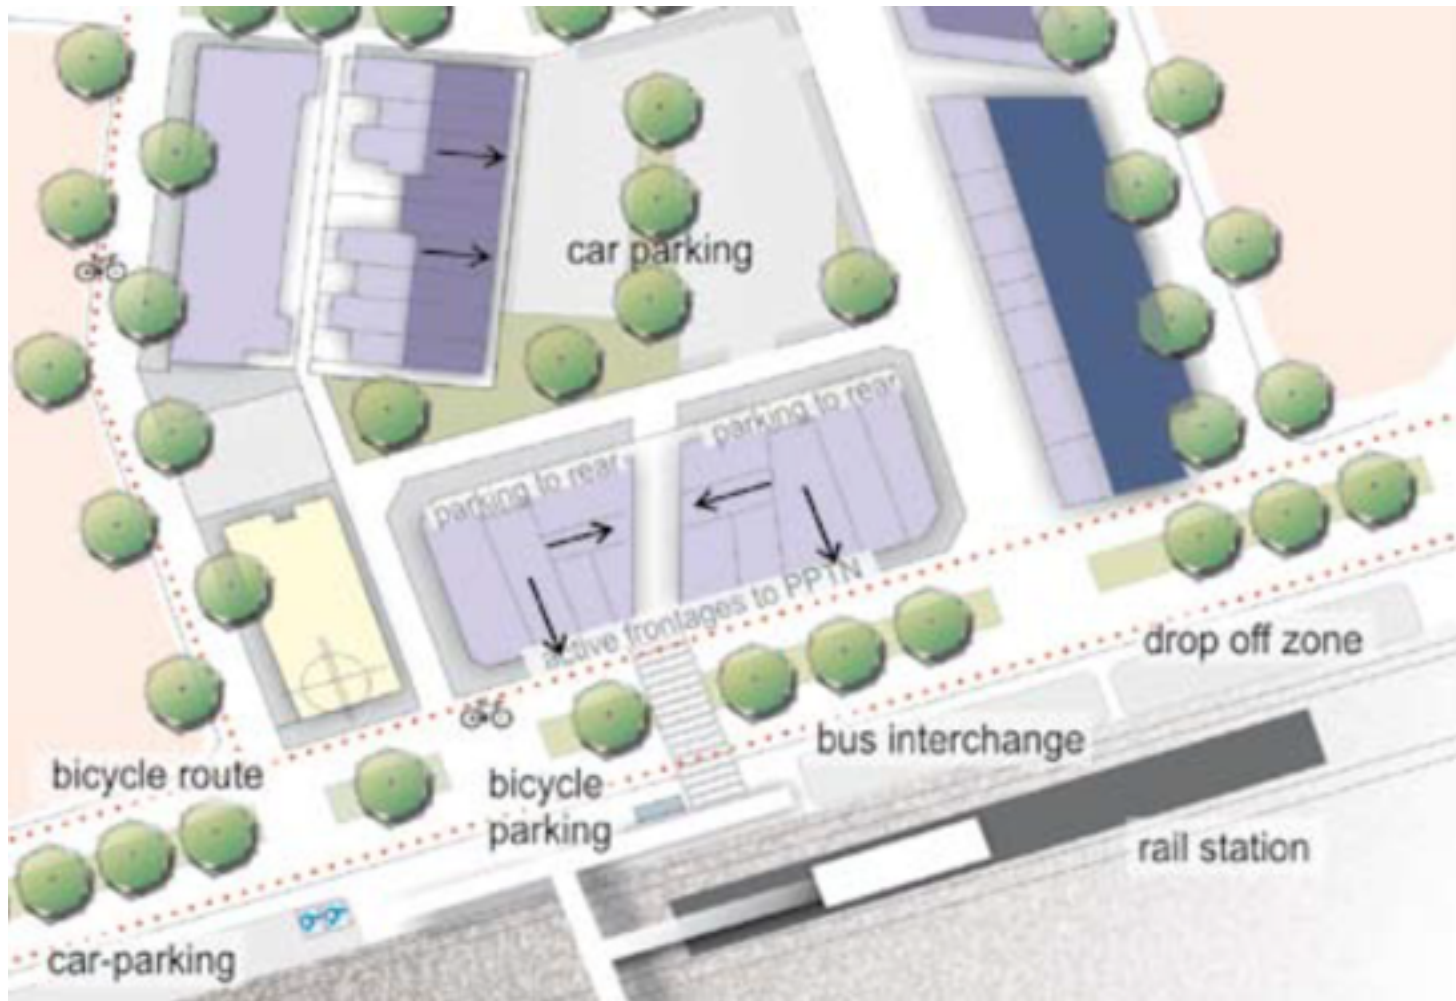 car parking
parking to rear
parking to rear
active frontages to PPTN
drop off zone
bus interchange
bicycle route
bicycle
parking
rail station
car-parking